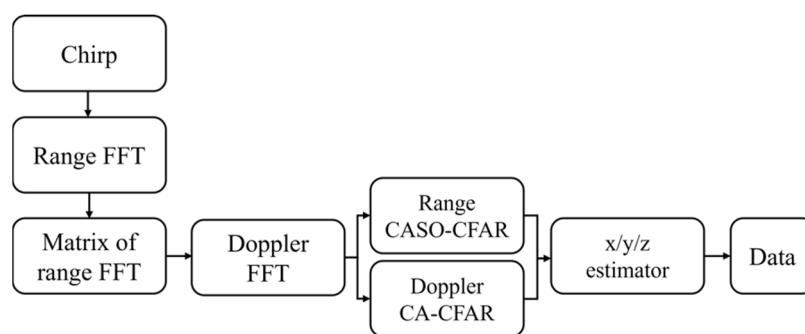 Chirp
Range FFT
Matrix of
range FFT
Doppler
FFT
Range
CASO-CFAR
Doppler
CA-CFAR
x/y/z
estimator
Data